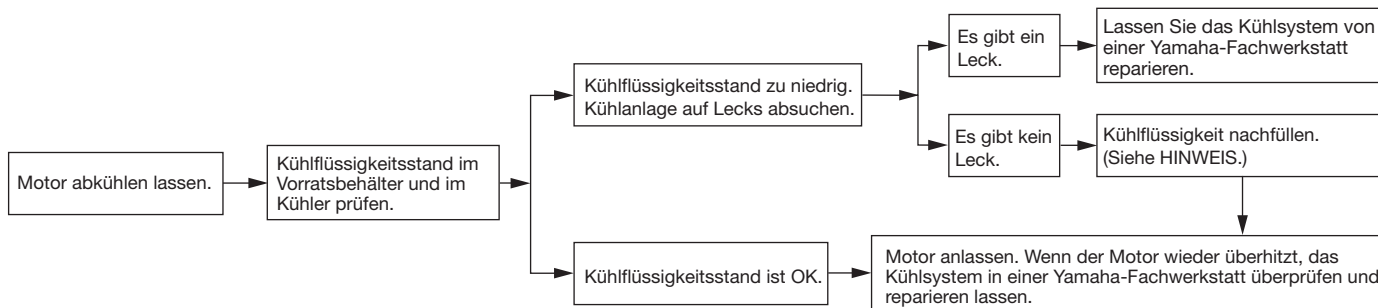 Motor abkühlen lassen.
Kühlflüssigkeitsstand im
Vorratsbehälter und im
Kühler prüfen.
Kühlflüssigkeitsstand zu niedrig.
Kühlanlage auf Lecks absuchen.
Es gibt ein
Leck.
Lassen Sie das Kühlsystem von
einer Yamaha-Fachwerkstatt
reparieren.
Es gibt kein
Leck.
Kühlflüssigkeit nachfüllen.
(Siehe HINWEIS.)
Kühlflüssigkeitsstand ist OK.
Motor anlassen. Wenn der Motor wieder überhitzt, das
Kühlsystem in einer Yamaha-Fachwerkstatt überprüfen und
reparieren lassen.